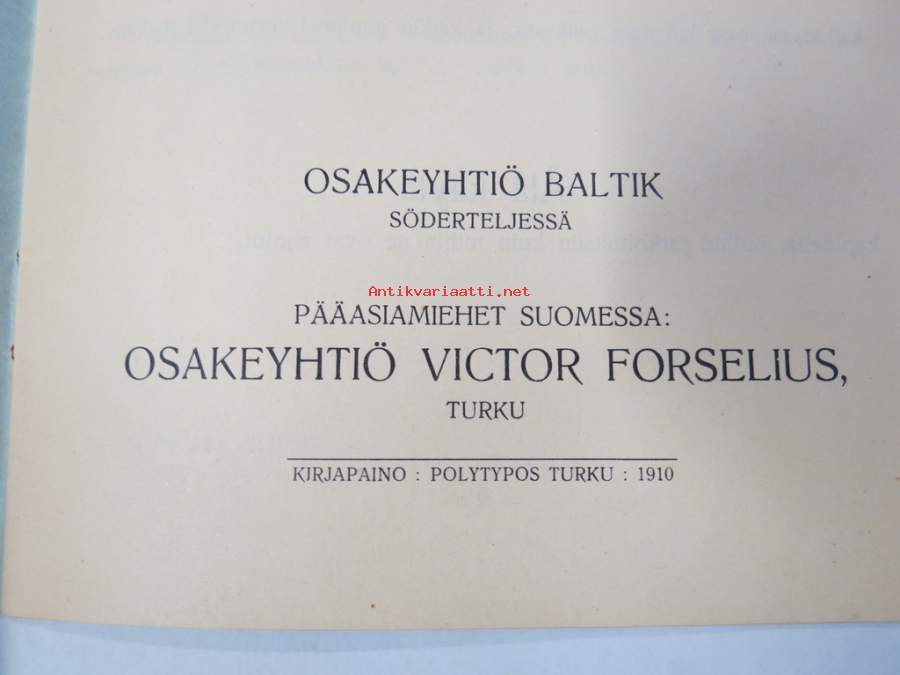 OSAKEYHTIÖ BALTIK
SÖDERTELJESSÄ
Antikvariaatti.net
PÄÄASIAMIEHET SUOMESSA:
OSAKEYHTIÖ VICTOR FORSELIUS,
TURKU
KIRJAPAINO : POLYTYPOS TURKU : 1910